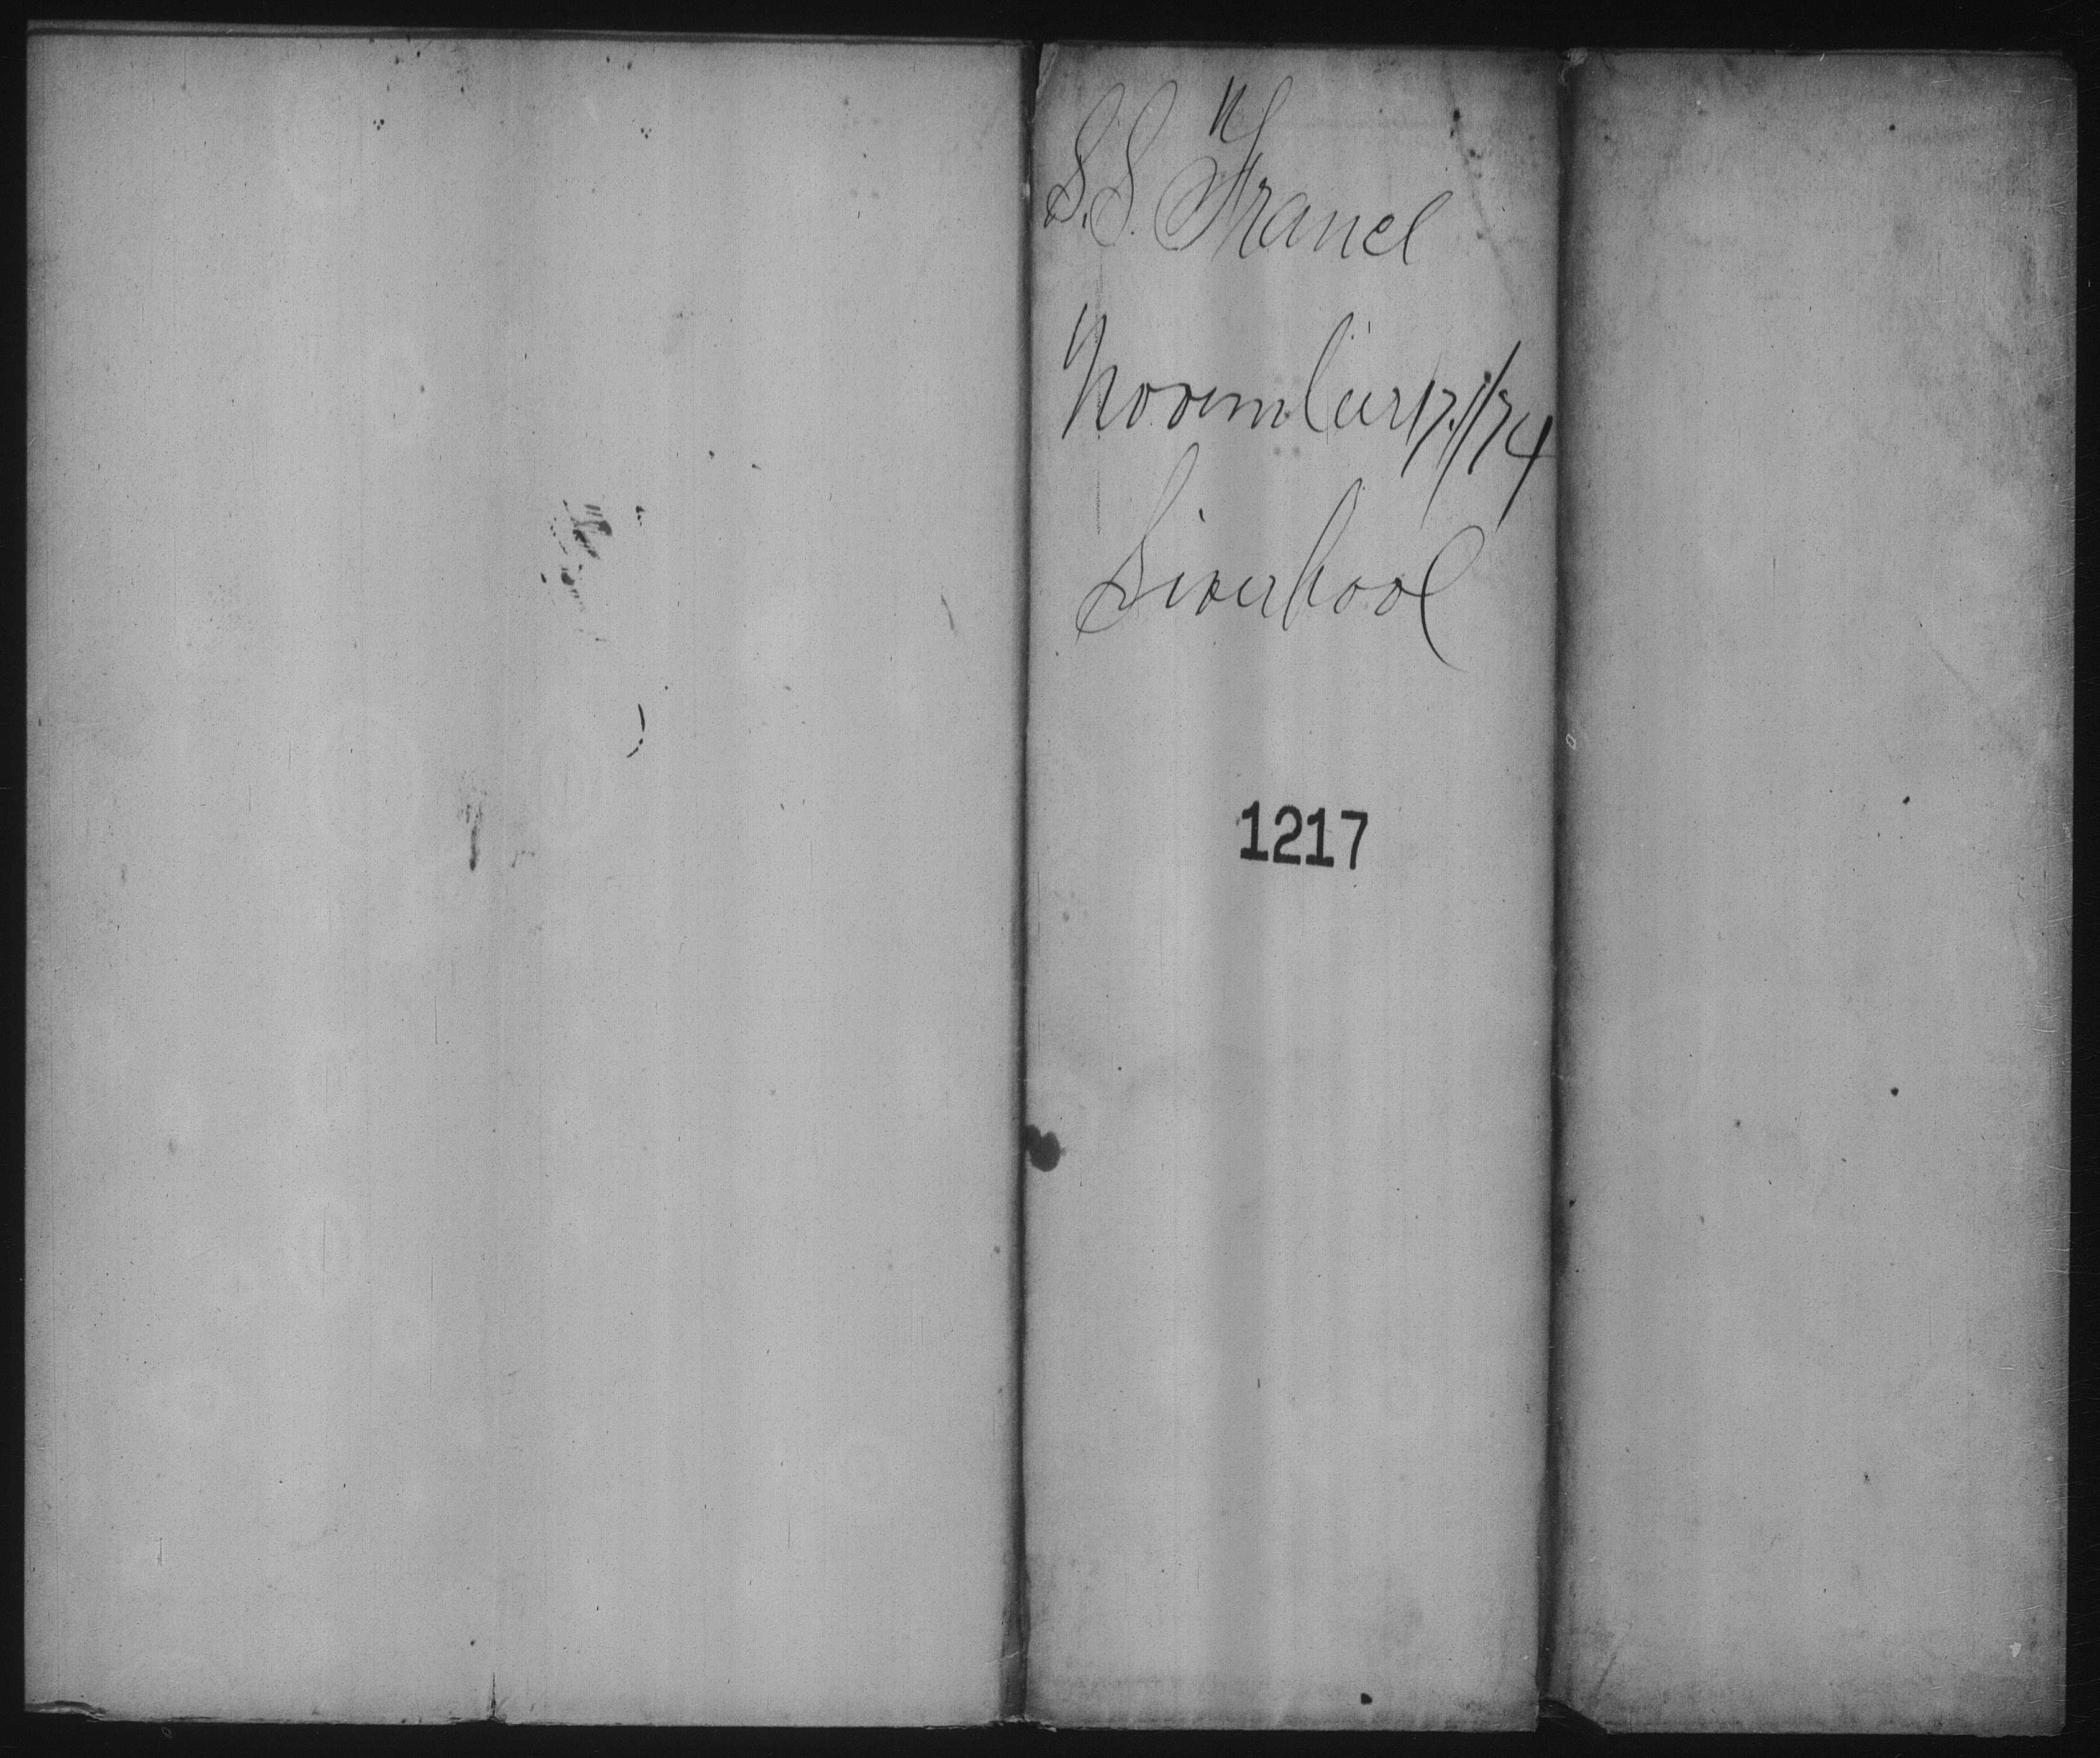 S.S. France
November 17/74
Liverpool
1217